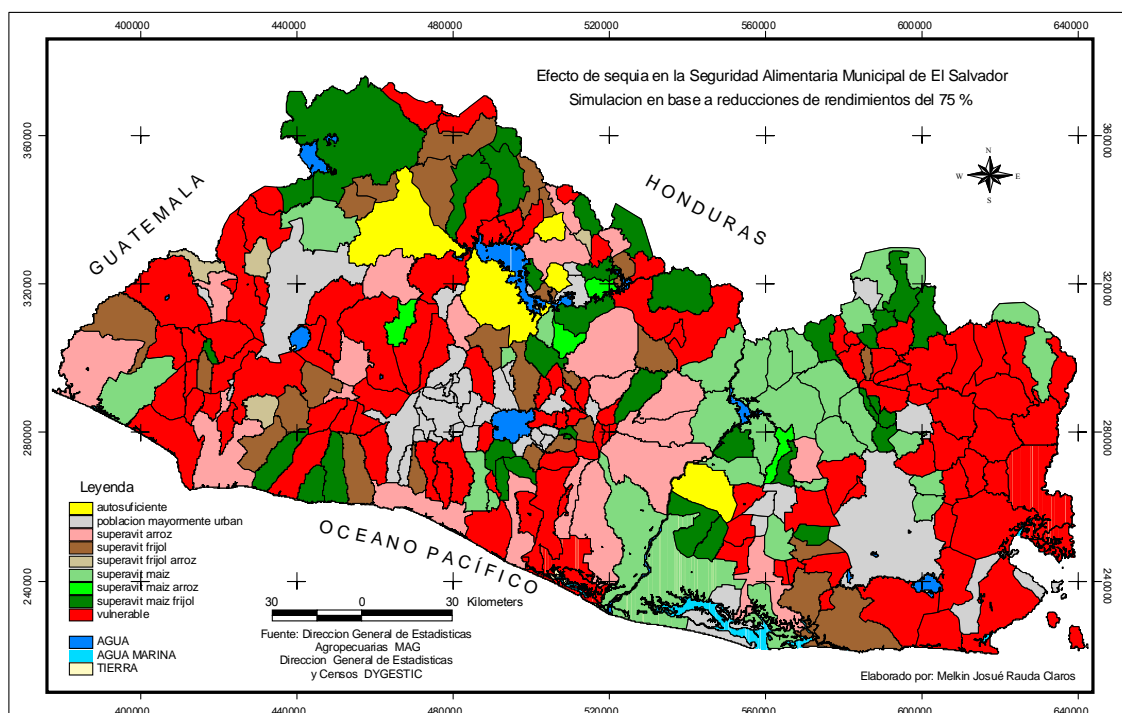 400000 440000 480000 520000 560000 600000 640000
Efecto de sequia en la Seguridad Alimentaria Municipal de El Salvador
Simulacion en base a reducciones de rendimientos del 75 %
360000
360000
N
W E
S
GUATEMALA
HONDURAS
320000
320000
280000
280000
Leyenda
autosuficiente
poblacion mayormente urban
superavit arroz
superavit frijol
superavit frijol arroz
superavit maiz
superavit maiz arroz
superavit maiz frijol
vulnerable
AGUA
AGUA MARINA
TIERRA
OCEANO PACÍFICO
240000
240000
30 0 30 Kilometers
Fuente: Direccion General de Estadisticas
Agropecuarias MAG
Direccion General de Estadisticas
y Censos DYGESTIC
Elaborado por: Melkin Josué Rauda Claros
400000 440000 480000 520000 560000 600000 640000